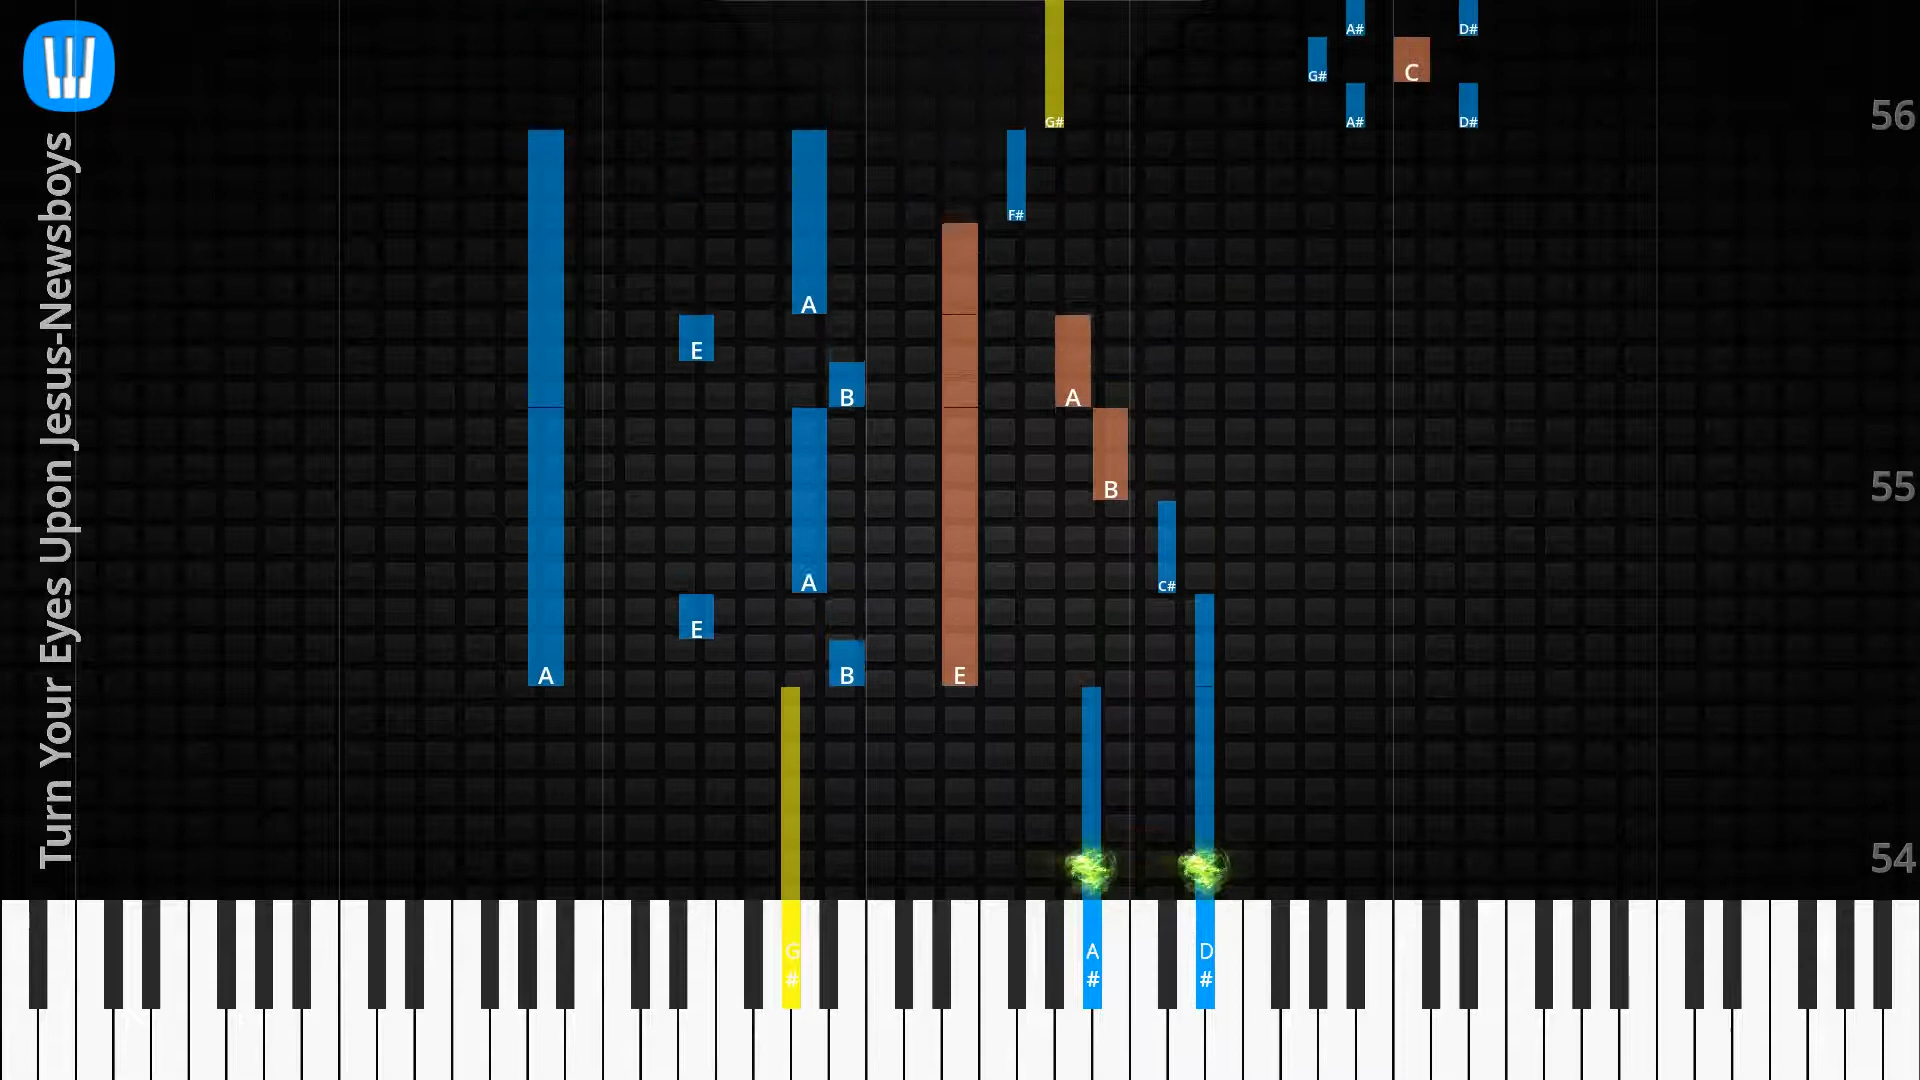 Turn Your Eyes Upon Jesus-Newsboys
A# D#
G# C
G# A# D#
56
F#
A
E
B A
B
55
A C#
E
A B E
54
G# A# D#